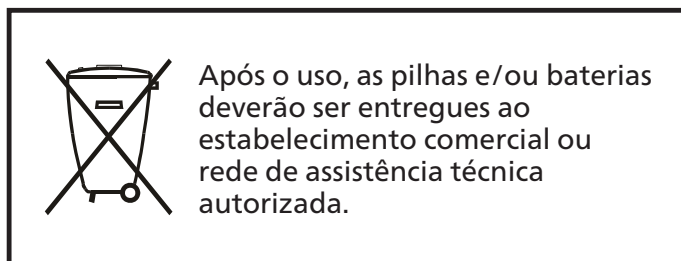 Após o uso, as pilhas e/ou baterias
deverão ser entregues ao
estabelecimento comercial ou
rede de assistência técnica
autorizada.